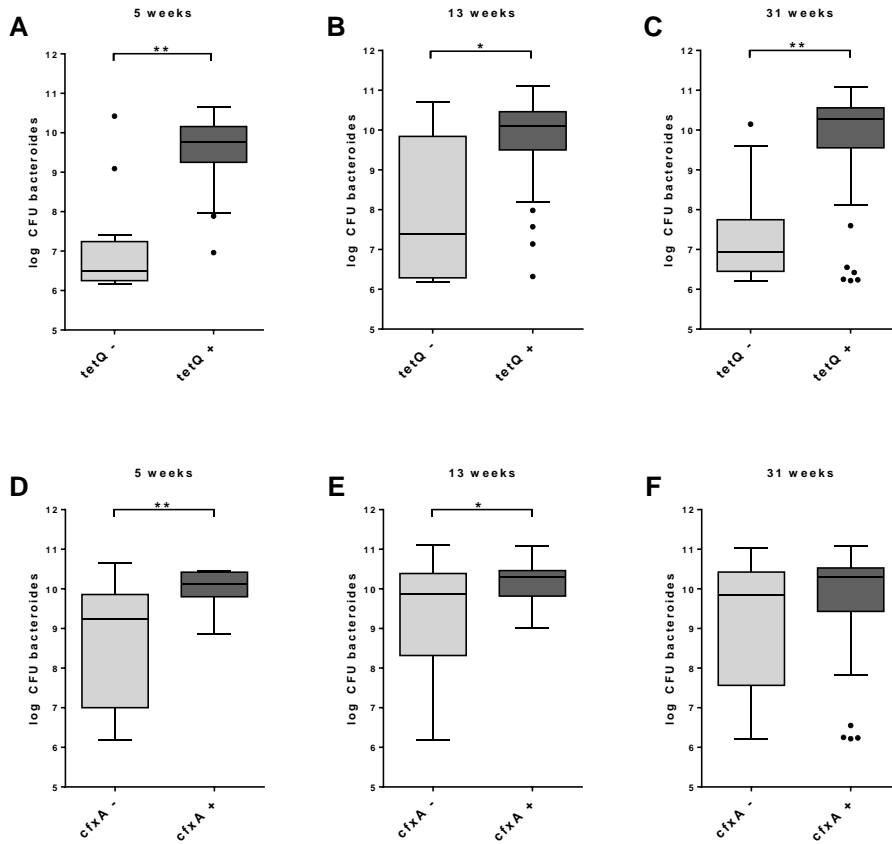 5 weeks
13 weeks
31 weeks
A
B
C
**
*
**
12
11
10
9
8
7
6
5
log CFU bacteroides
tetQ -
tetQ +
12
11
10
9
8
7
6
5
log CFU bacteroides
tetQ -
tetQ +
12
11
10
9
8
7
6
5
log CFU bacteroides
tetQ -
tetQ +
5 weeks
13 weeks
31 weeks
D
E
F
**
*
12
11
10
9
8
7
6
5
log CFU bacteroides
cfxA -
cfxA +
12
11
10
9
8
7
6
5
log CFU bacteroides
cfxA -
cfxA +
12
11
10
9
8
7
6
5
log CFU bacteroides
cfxA -
cfxA +